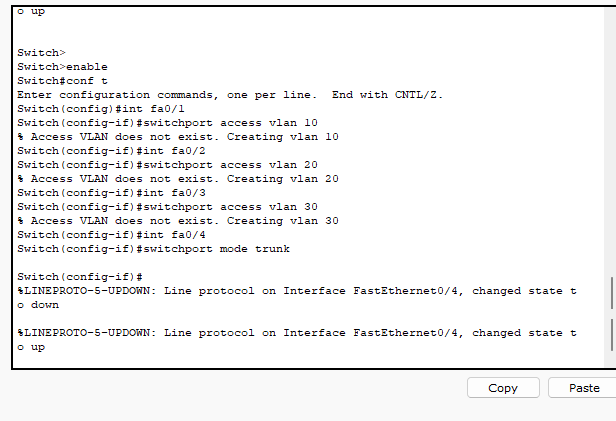 o up
Switch>
Switch>enable
Switch#conf t
Enter configuration commands, one per line.  End with CNTL/Z.
Switch(config)#int fa0/1
Switch(config-if)#switchport access vlan 10
% Access VLAN does not exist. Creating vlan 10
Switch(config-if)#int fa0/2
Switch(config-if)#switchport access vlan 20
% Access VLAN does not exist. Creating vlan 20
Switch(config-if)#int fa0/3
Switch(config-if)#switchport access vlan 30
% Access VLAN does not exist. Creating vlan 30
Switch(config-if)#int fa0/4
Switch(config-if)#switchport mode trunk
Switch(config-if)#
%LINEPROTO-5-UPDOWN: Line protocol on Interface FastEthernet0/4, changed state t
o down
%LINEPROTO-5-UPDOWN: Line protocol on Interface FastEthernet0/4, changed state t
o up
Copy Paste